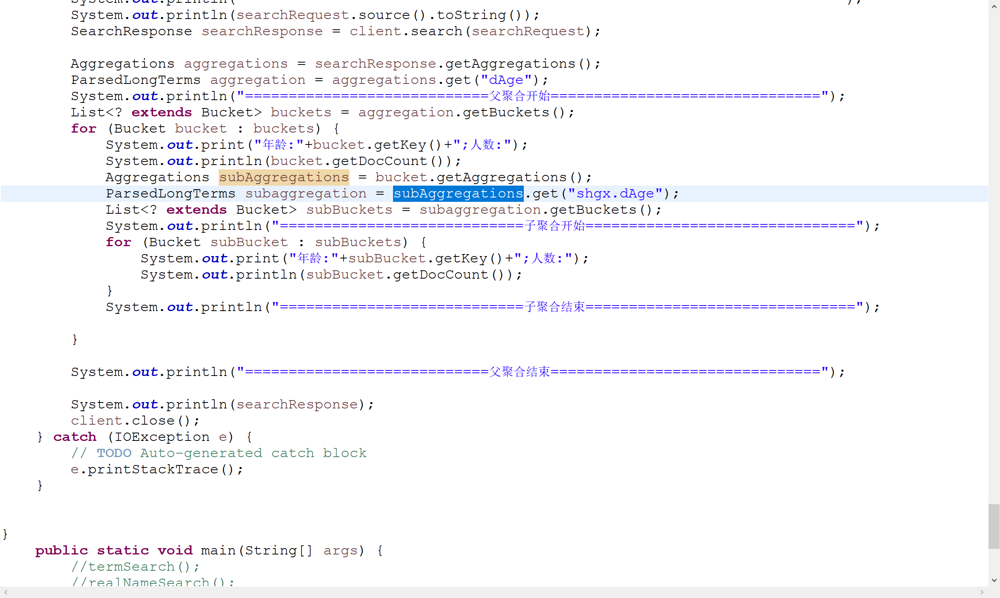 System.out.println("
System.out.println(searchRequest.source().toString());
SearchResponse searchResponse = client.search(searchRequest);
Aggregations aggregations = searchResponse.getAggregations();
ParsedLongTerms aggregation = aggregations.get("dAge");
System.out.println("============================父聚合开始===============================");
List<? extends Bucket> buckets = aggregation.getBuckets();
for (Bucket bucket : buckets) {
System.out.print("年龄:"+bucket.getKey()+";人数:");
System.out.println(bucket.getDocCount());
Aggregations subAggregations = bucket.getAggregations();
ParsedLongTerms subaggregation = subAggregations.get("shgx.dAge");
List<? extends Bucket> subBuckets = subaggregation.getBuckets();
System.out.println("============================子聚合开始===============================");
for (Bucket subBucket : subBuckets) {
System.out.print("年龄:"+subBucket.getKey()+";人数:");
System.out.println(subBucket.getDocCount());
}
System.out.println("============================子聚合结束===============================");
}
System.out.println("============================父聚合结束===============================");
System.out.println(searchResponse);
client.close();
} catch (IOException e) {
// TODO Auto-generated catch block
e.printStackTrace();
}
}
public static void main(String[] args) {
//termSearch();
//realNameSearch();